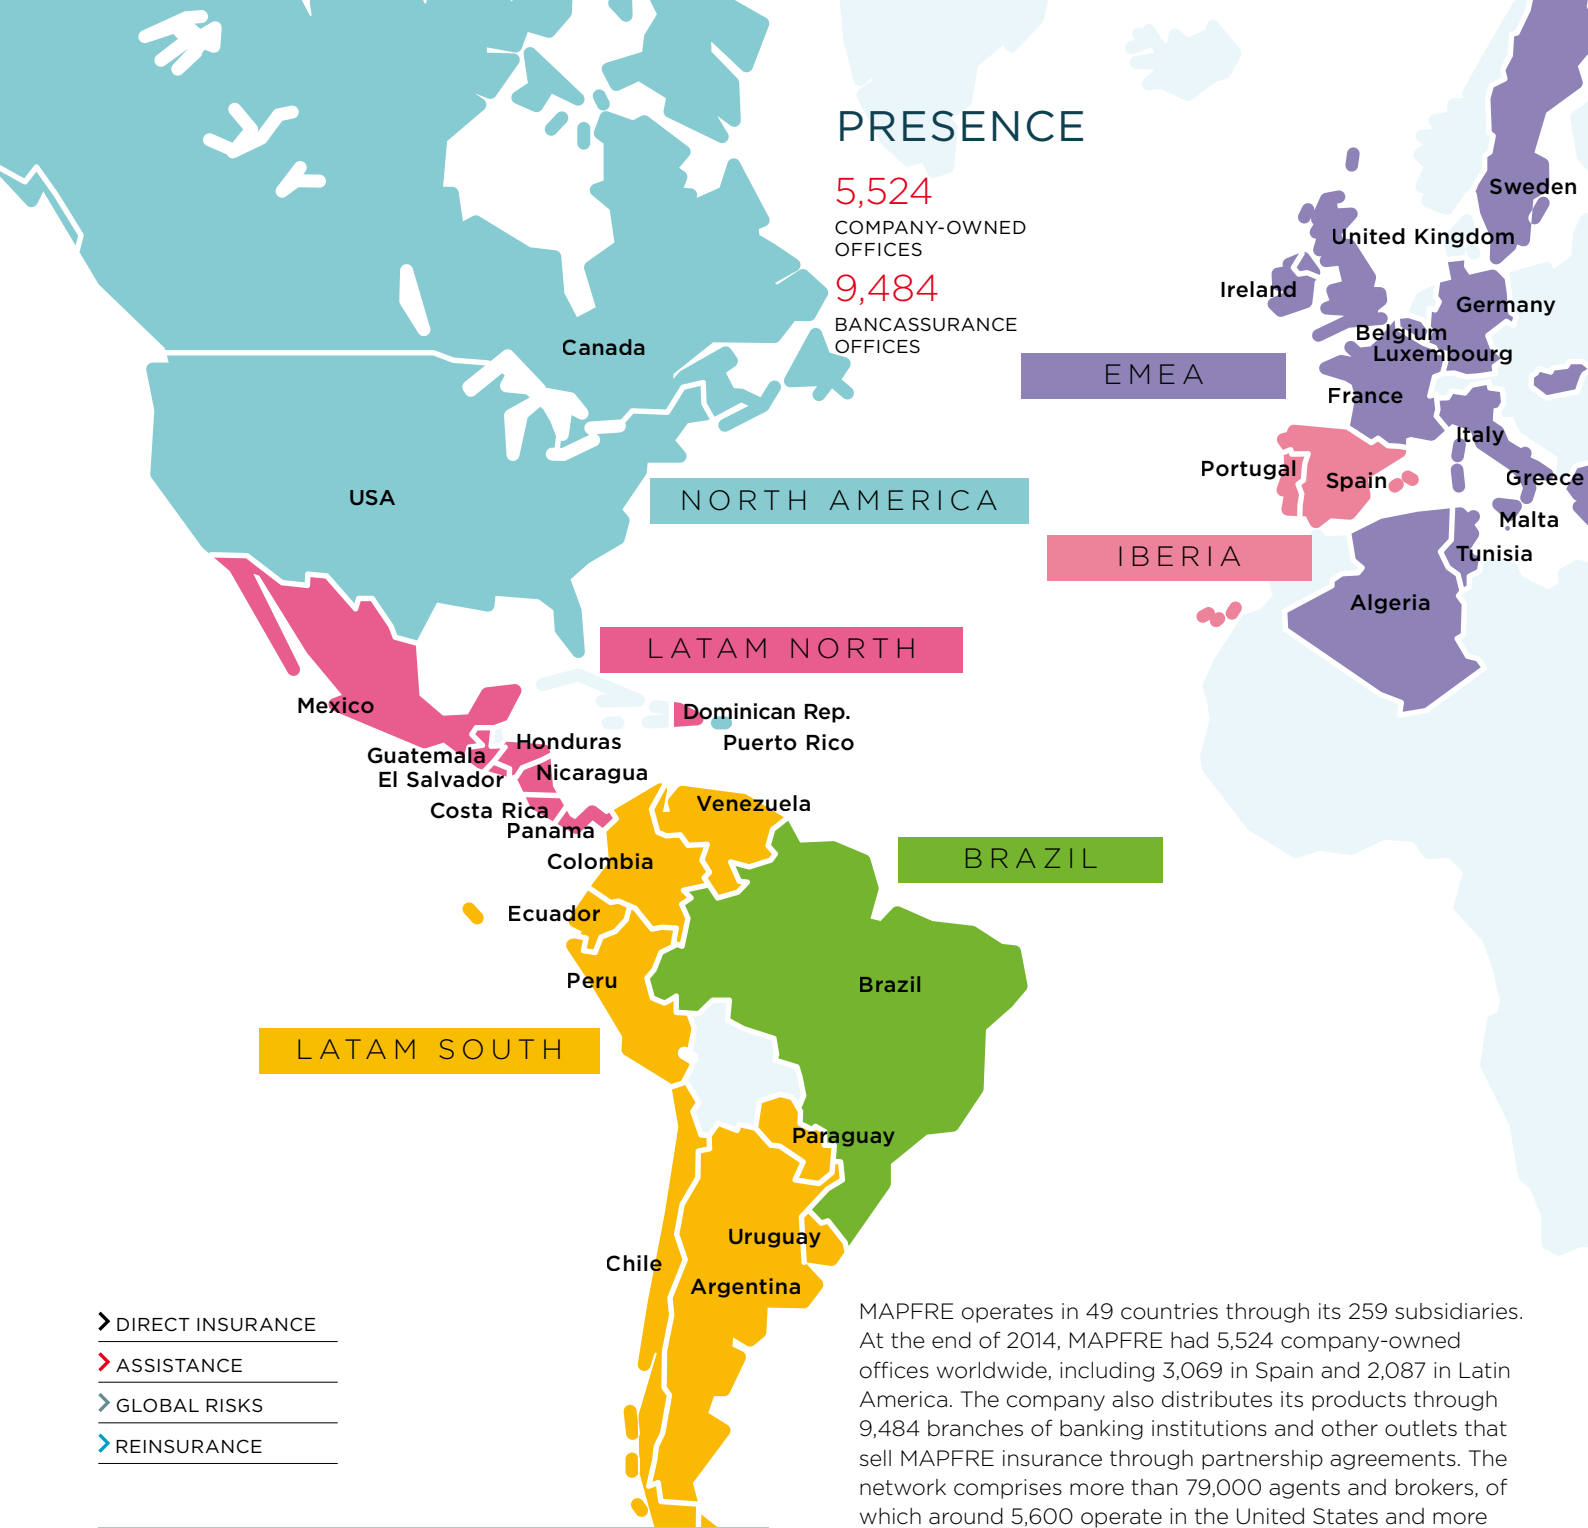 PRESENCE
5,524
COMPANY-OWNED
OFFICES
9,484
BANCASSURANCE
OFFICES
Sweden
United Kingdom
Ireland
Germany
Belgium
Luxembourg
EMEA
France
Italy
Portugal
Spain
Greece
Malta
Tunisia
IBERIA
Algeria
Canada
USA
NORTH AMERICA
LATAM NORTH
Mexico
Dominican Rep.
Puerto Rico
Honduras
Guatemala
Nicaragua
El Salvador
Costa Rica
Panama
Venezuela
Colombia
BRAZIL
Ecuador
Peru
Brazil
LATAM SOUTH
Paraguay
Uruguay
Chile
Argentina
DIRECT INSURANCE
ASSISTANCE
GLOBAL RISKS
REINSURANCE
MAPFRE operates in 49 countries through its 259 subsidiaries.
At the end of 2014, MAPFRE had 5,524 company-owned
offices worldwide, including 3,069 in Spain and 2,087 in Latin
America. The company also distributes its products through
9,484 branches of banking institutions and other outlets that
sell MAPFRE insurance through partnership agreements. The
network comprises more than 79,000 agents and brokers, of
which around 5,600 operate in the United States and more